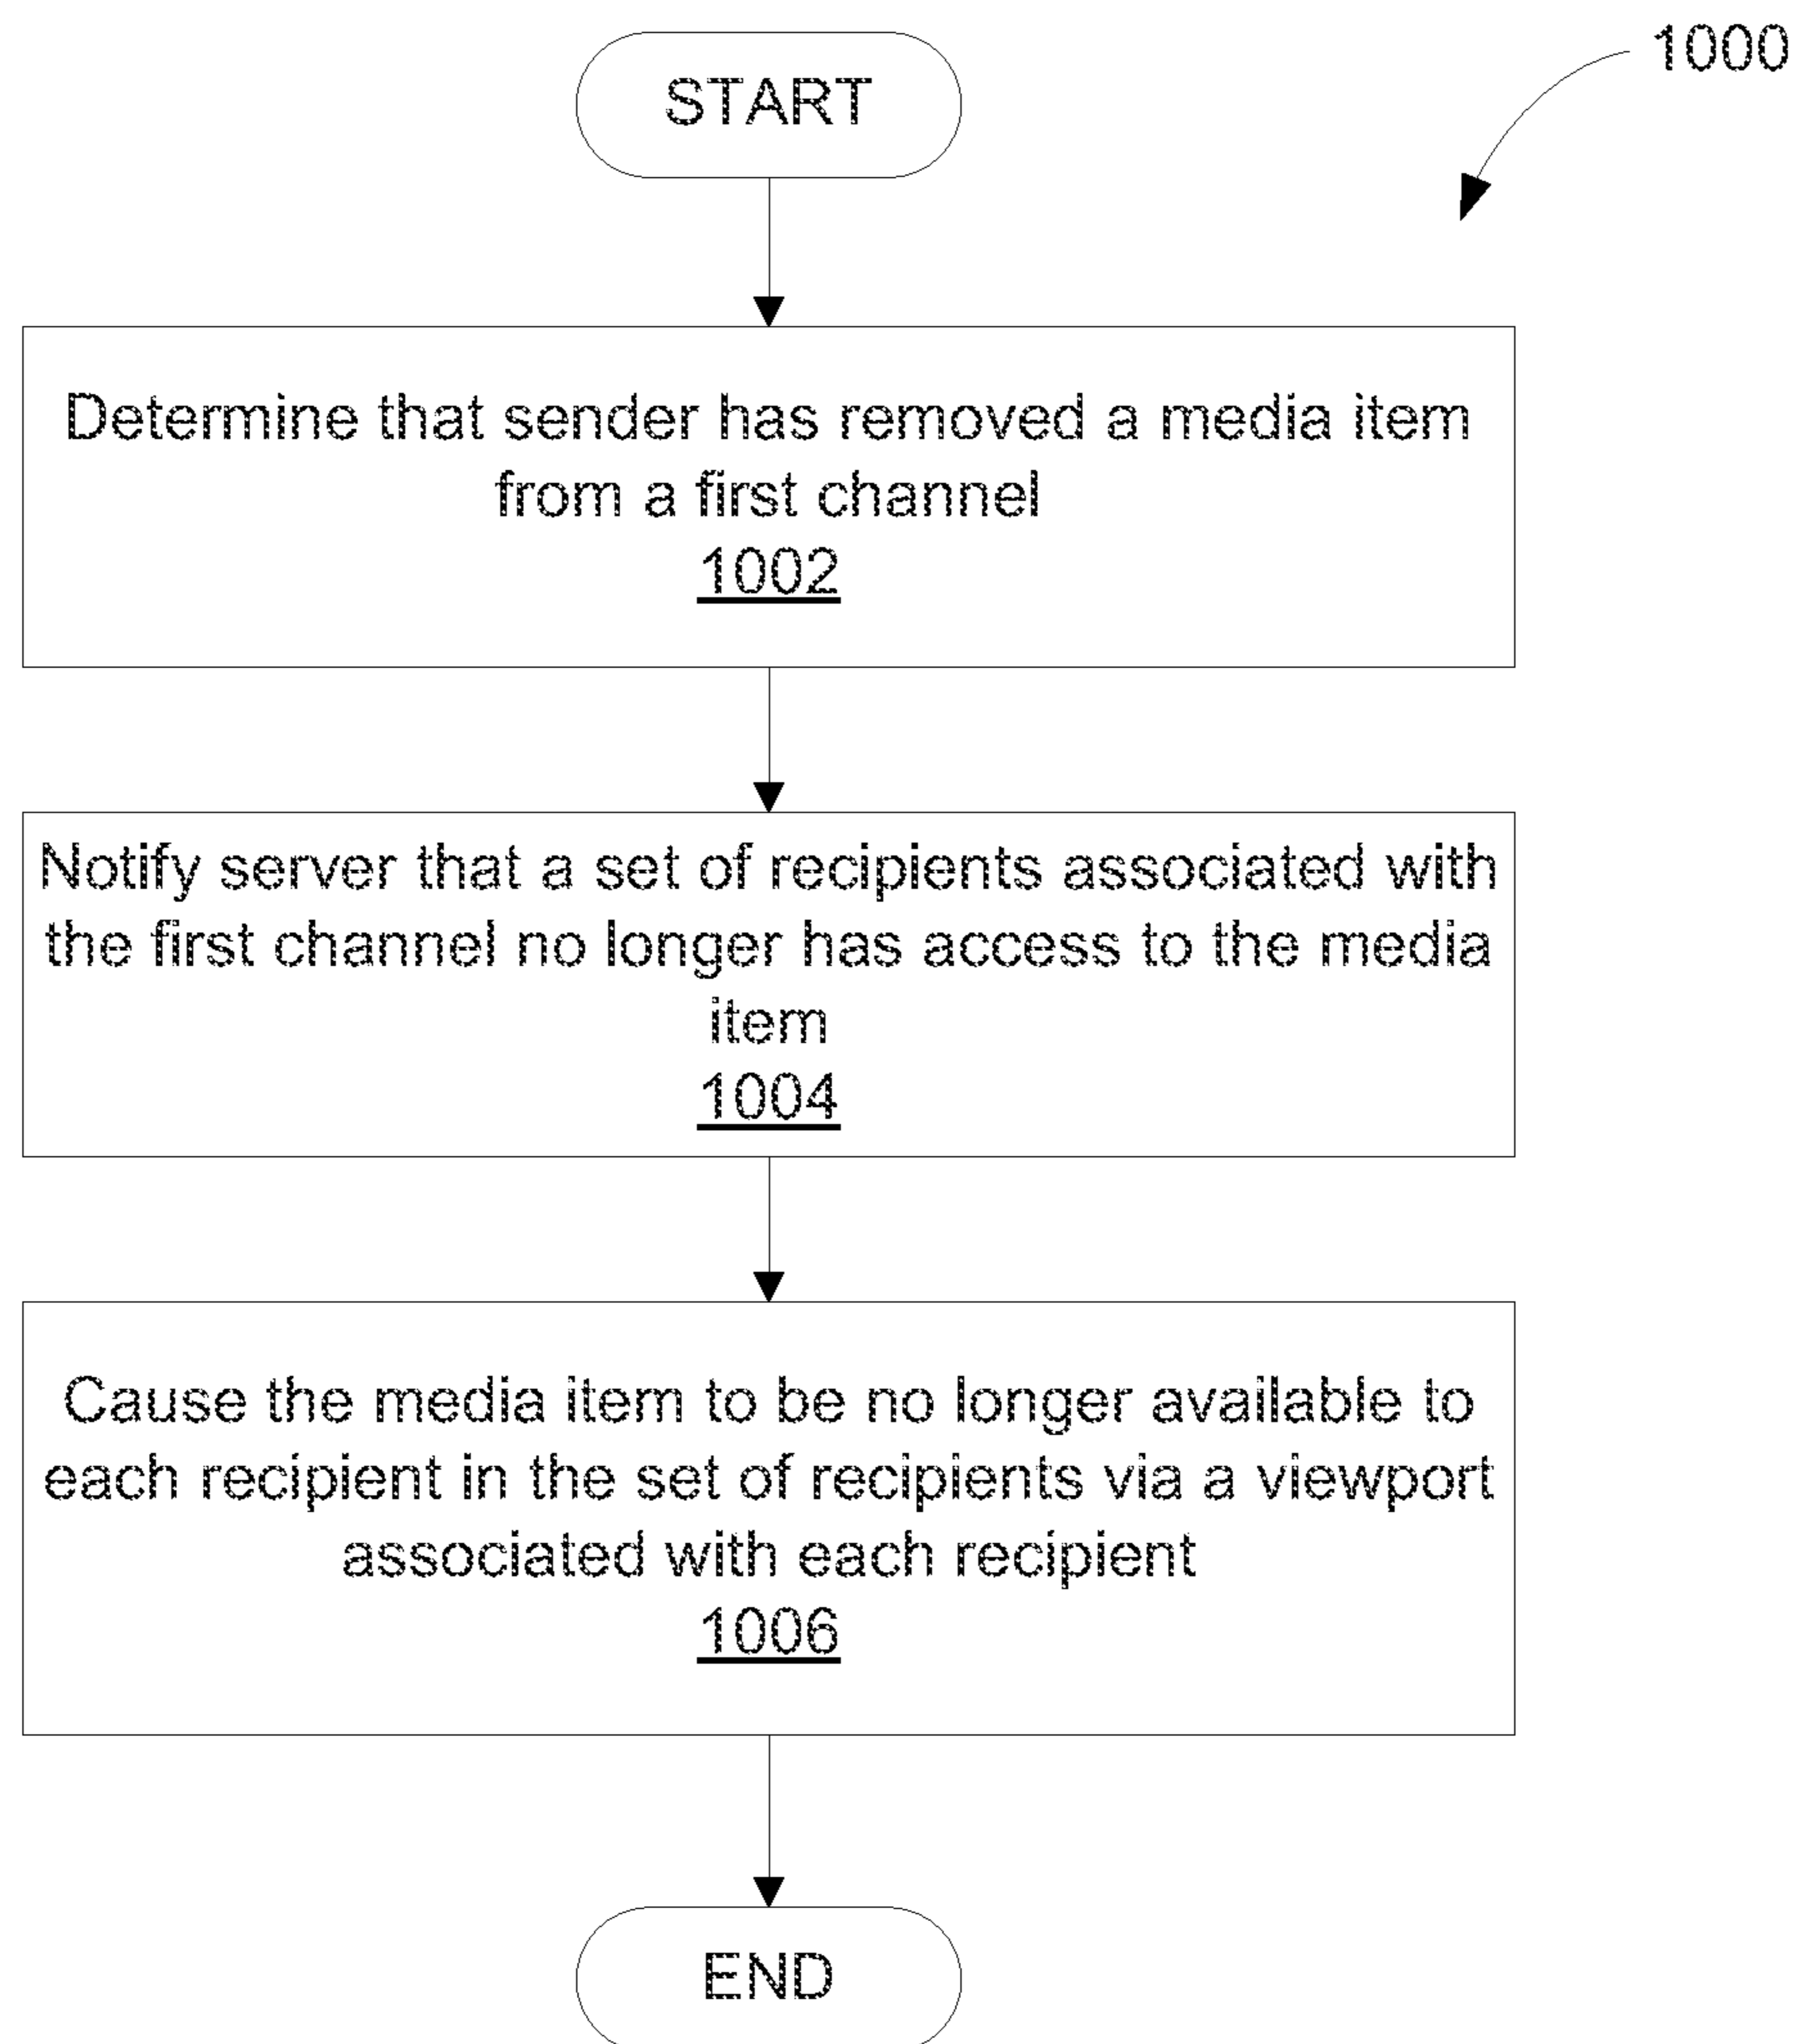 START
1000
Determine that sender has removed a media item
from a first channel
1002
Notify server that a set of recipients associated with
the first channel no longer has access to the media
item
1004
Cause the media item to be no longer available to
each recipient in the set of recipients via a viewport
associated with each recipient
1006
END